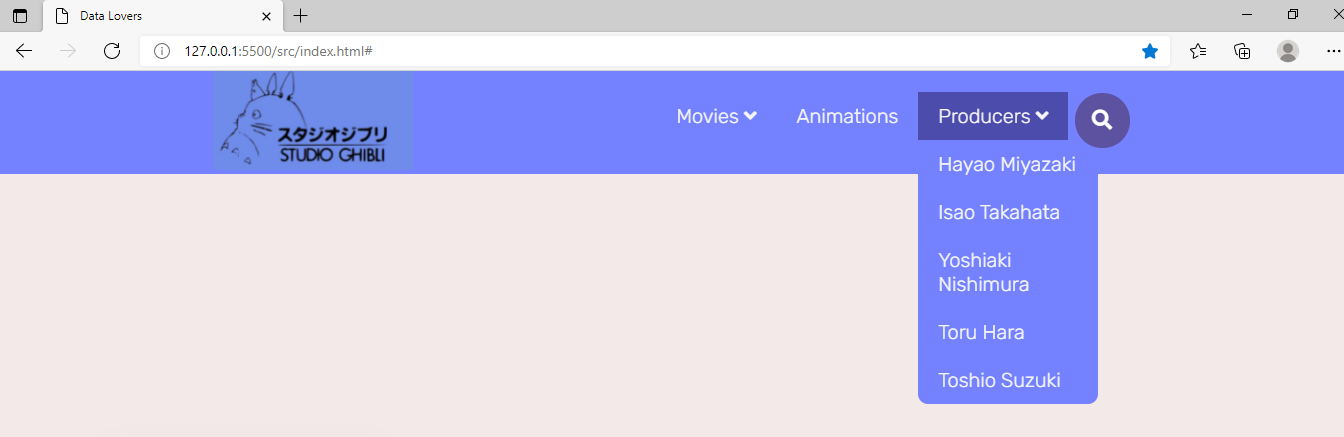 Data Lovers
127.0.0.1:5500/src/index.html#
スタジオジブリ
STUDIO GHIBLI
Movies
Animations
Producers
Hayao Miyazaki
Isao Takahata
Yoshiaki
Nishimura
Toru Hara
Toshio Suzuki